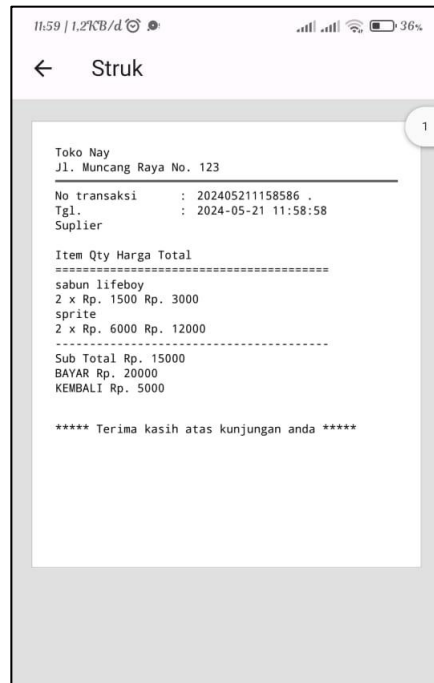 11:59 | 1,2KB/d 36%
← Struk
1
Toko Nay
Jl. Muncang Raya No. 123
No transaksi : 202405211158586 .
Tgl. : 2024-05-21 11:58:58
Suplier
Item Qty Harga Total
========================================
sabun lifeboy
2 x Rp. 1500 Rp. 3000
sprite
2 x Rp. 6000 Rp. 12000
----------------------------------------
Sub Total Rp. 15000
BAYAR Rp. 20000
KEMBALI Rp. 5000
***** Terima kasih atas kunjungan anda *****